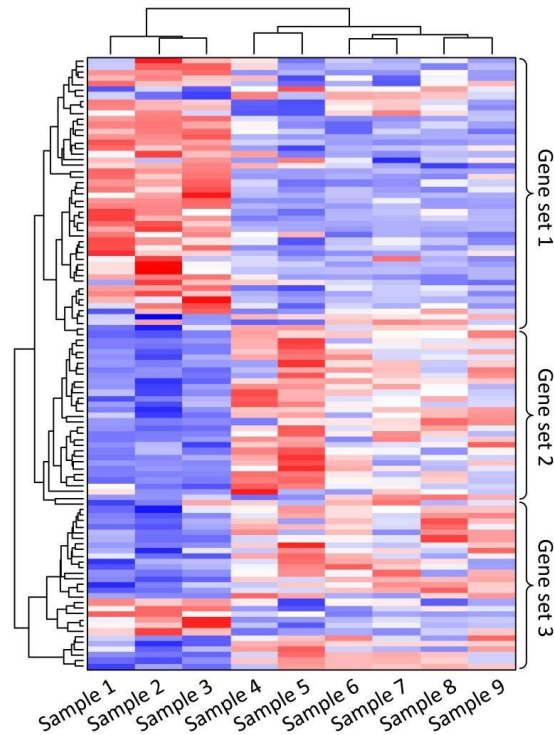 Gene set 1
Gene set 2
Gene set 3
Sample 1
Sample 2
Sample 3
Sample 4
Sample 5
Sample 6
Sample 7
Sample 8
Sample 9